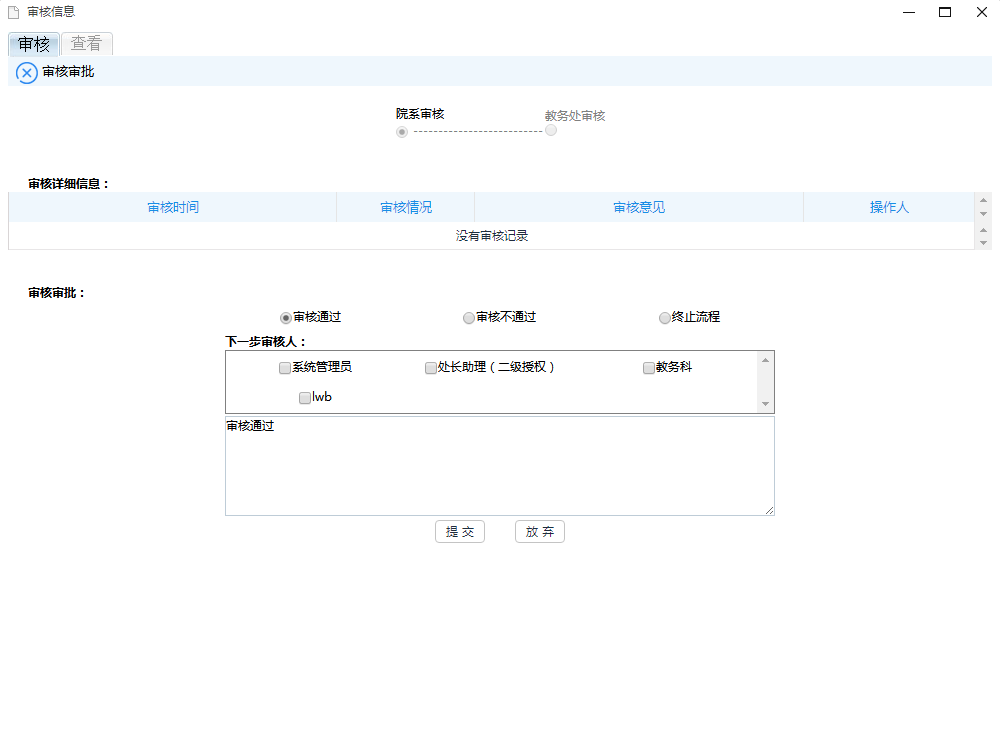 审核信息
审核 查看
审核审批
院系审核 教务处审核
审核详细信息：
审核时间 审核情况 审核意见 操作人
没有审核记录
审核审批：
审核通过 审核不通过 终止流程
下一步审核人：
系统管理员 处长助理（二级授权） 教务科
lwb
审核通过
提 交 放 弃